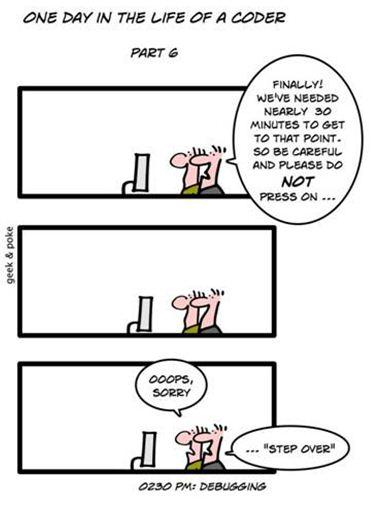 ONE DAY IN THE LIFE OF A CODER
PART 6
FINALLY!
WE'VE NEEDED
NEARLY 30
MINUTES TO GET
TO THAT POINT.
SO BE CAREFUL
AND PLEASE DO
NOT
PRESS ON ...
geek & poke
OOOPS,
SORRY
... "STEP OVER"
0230 PM: DEBUGGING